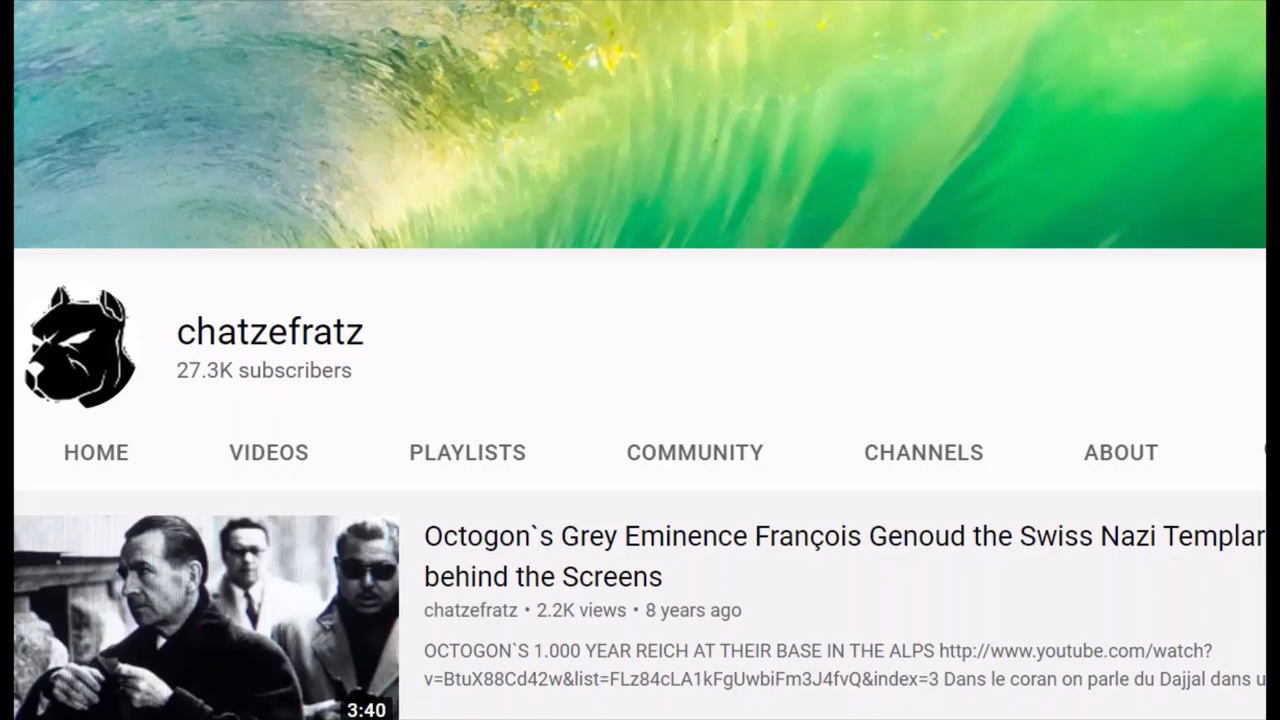 chatzefratz
27.3K subscribers
HOME VIDEOS PLAYLISTS COMMUNITY CHANNELS ABOUT
Octogon`s Grey Eminence François Genoud the Swiss Nazi Templar
behind the Screens
chatzefratz • 2.2K views • 8 years ago
OCTOGON`S 1.000 YEAR REICH AT THEIR BASE IN THE ALPS http://www.youtube.com/watch?
v=BtuX88Cd42w&list=FLz84cLA1kFgUwbiFm3J4fvQ&index=3 Dans le coran on parle du Dajjal dans u
3:40